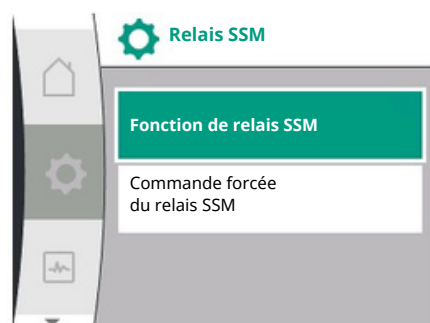 Relais SSM
Fonction de relais SSM
Commande forcée
du relais SSM